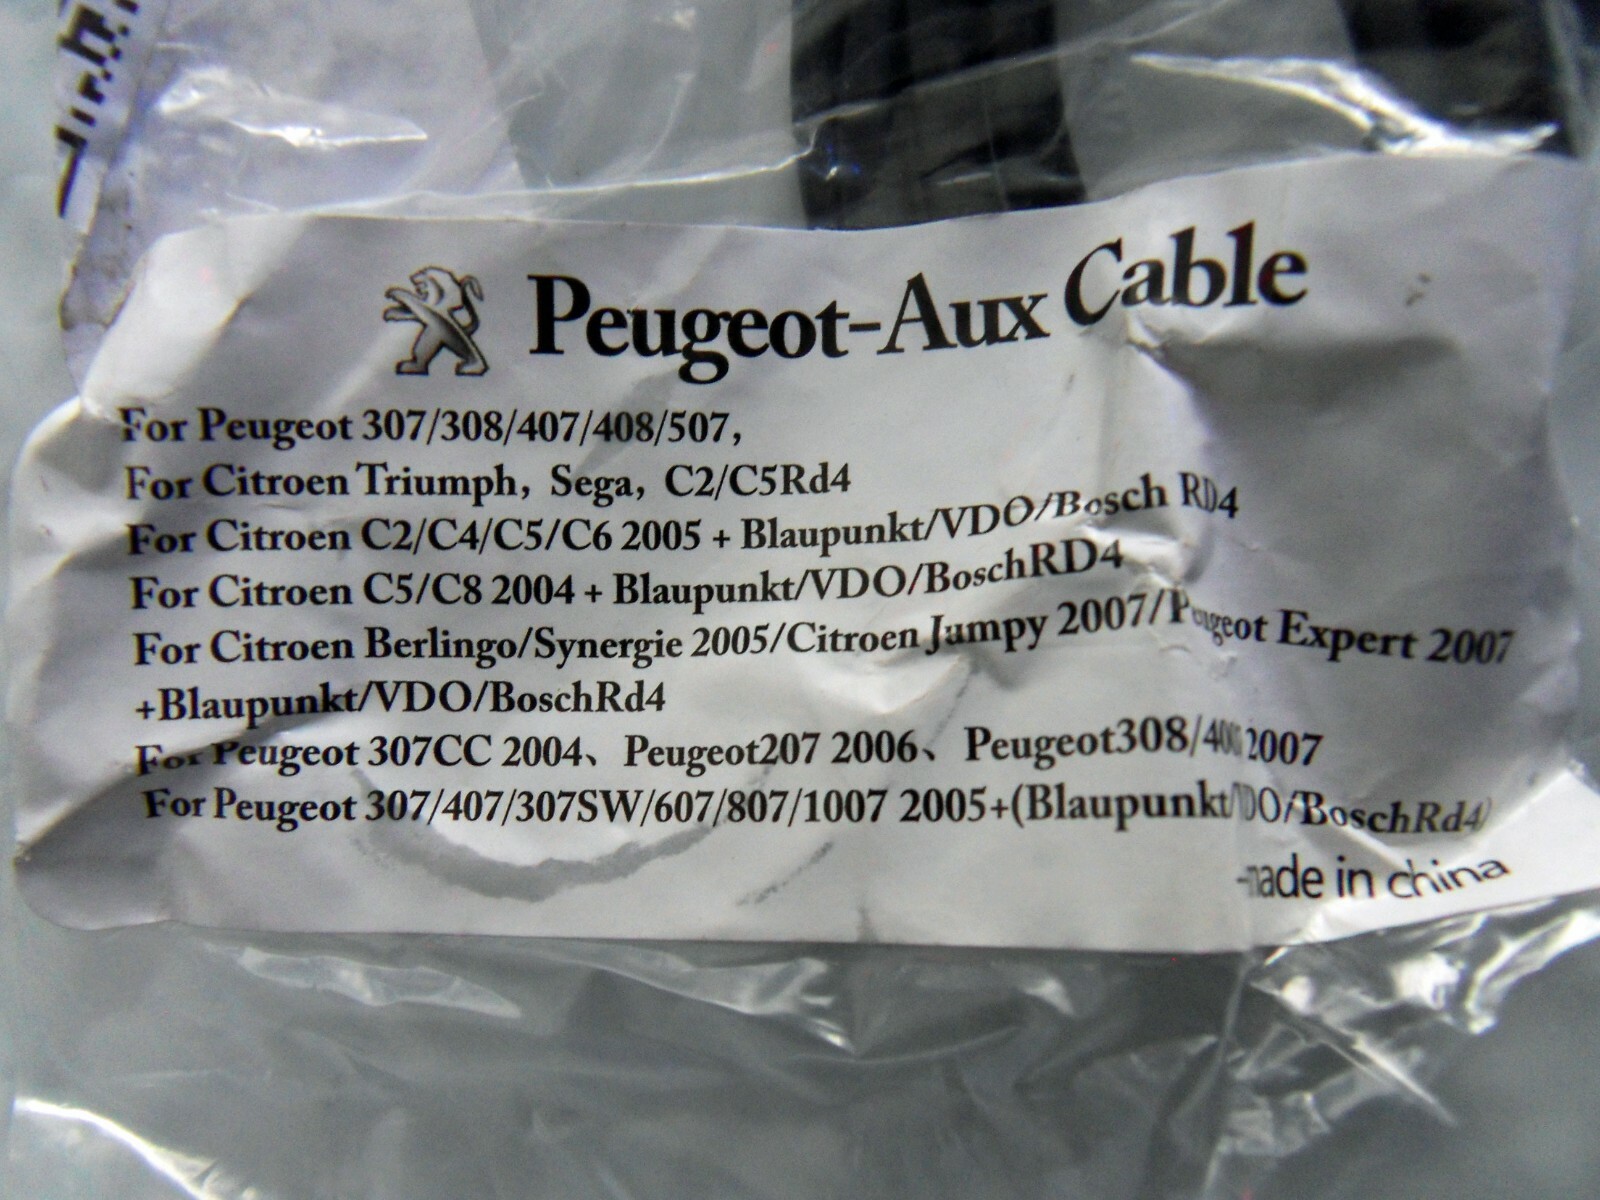 Peugeot-Aux Cable
For Peugeot 307/308/407/408/507,
For Citroen Triumph, Sega, C2/C5Rd4
For Citroen C2/C4/C5/C6 2005 + Blaupunkt/VDO/Bosch RD4
For Citroen C5/C8 2004 + Blaupunkt/VDO/BoschRD4
For Citroen Berlingo/Synergie 2005/Citroen Jumpy 2007/Peugeot Expert 2007
+Blaupunkt/VDO/BoschRd4
For Peugeot 307CC 2004、Peugeot207 2006、Peugeot308/ 2007
For Peugeot 307/407/307SW/607/807/1007 2005+(Blaupunkt/ DO/BoschRd4)
made in china